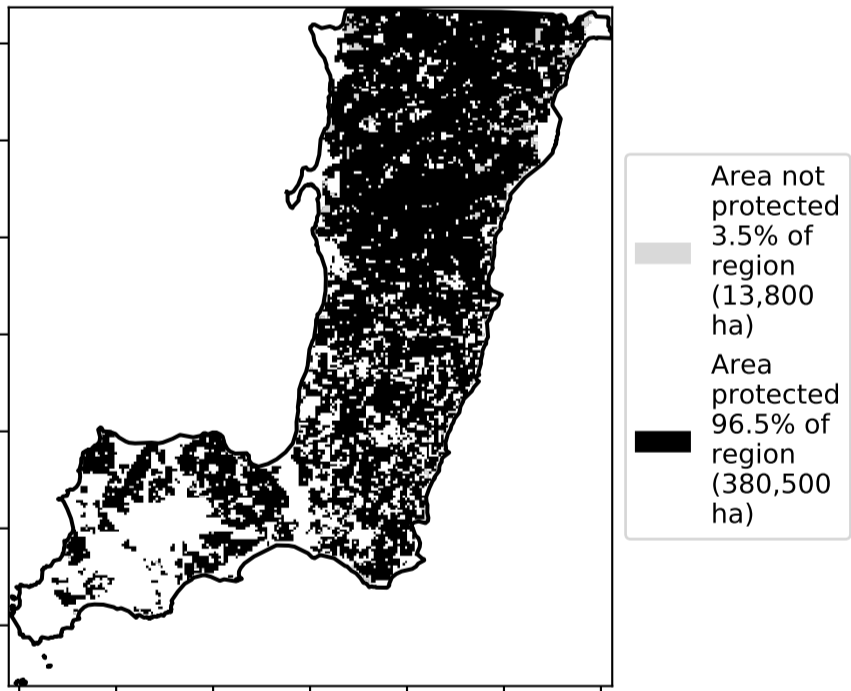 Area not
protected
3.5% of
region
(13,800
ha)
Area
protected
96.5% of
region
(380,500
ha)